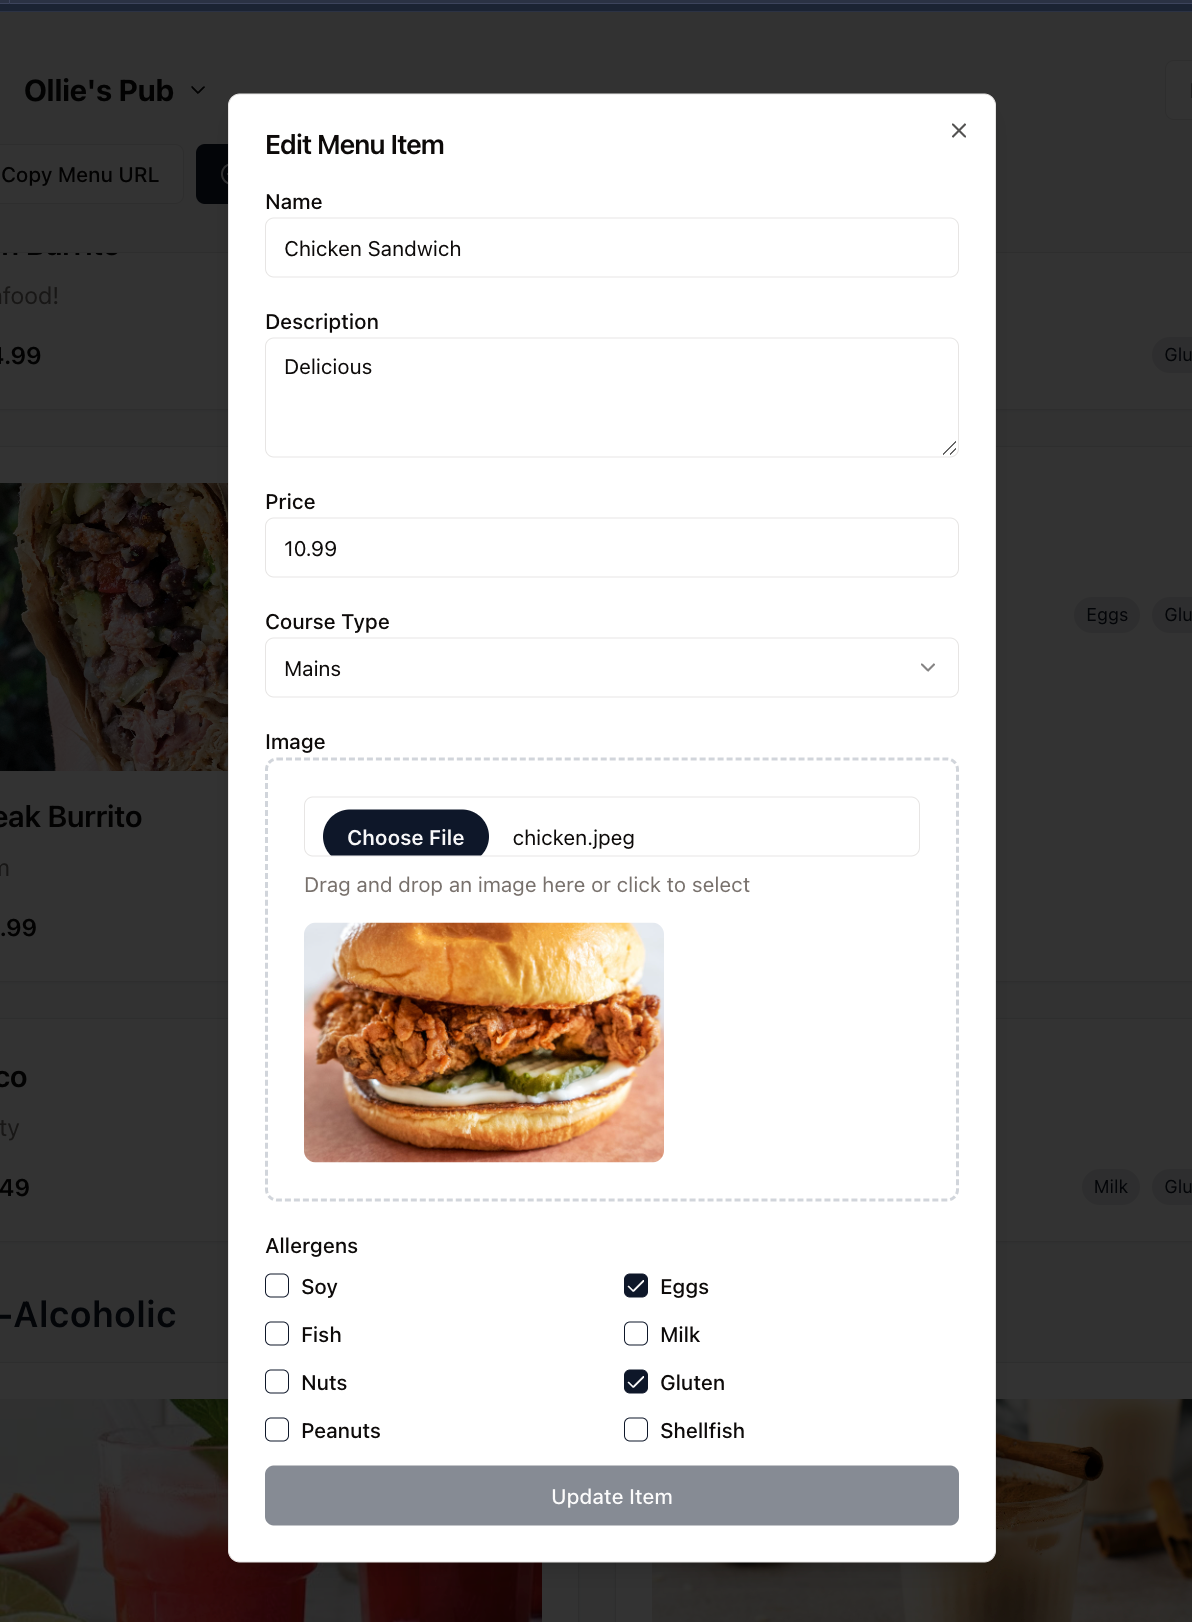 Ollie's Pub
Copy Menu URL
food!
.99
Glu
Eggs
Glu
eak Burrito
.99
co
ty
49
Milk
Glu
-Alcoholic
Edit Menu Item
Name
Chicken Sandwich
Description
Delicious
Price
10.99
Course Type
Mains
Image
Choose File
chicken.jpeg
Drag and drop an image here or click to select
Allergens
Soy
Eggs
Fish
Milk
Nuts
Gluten
Peanuts
Shellfish
Update Item